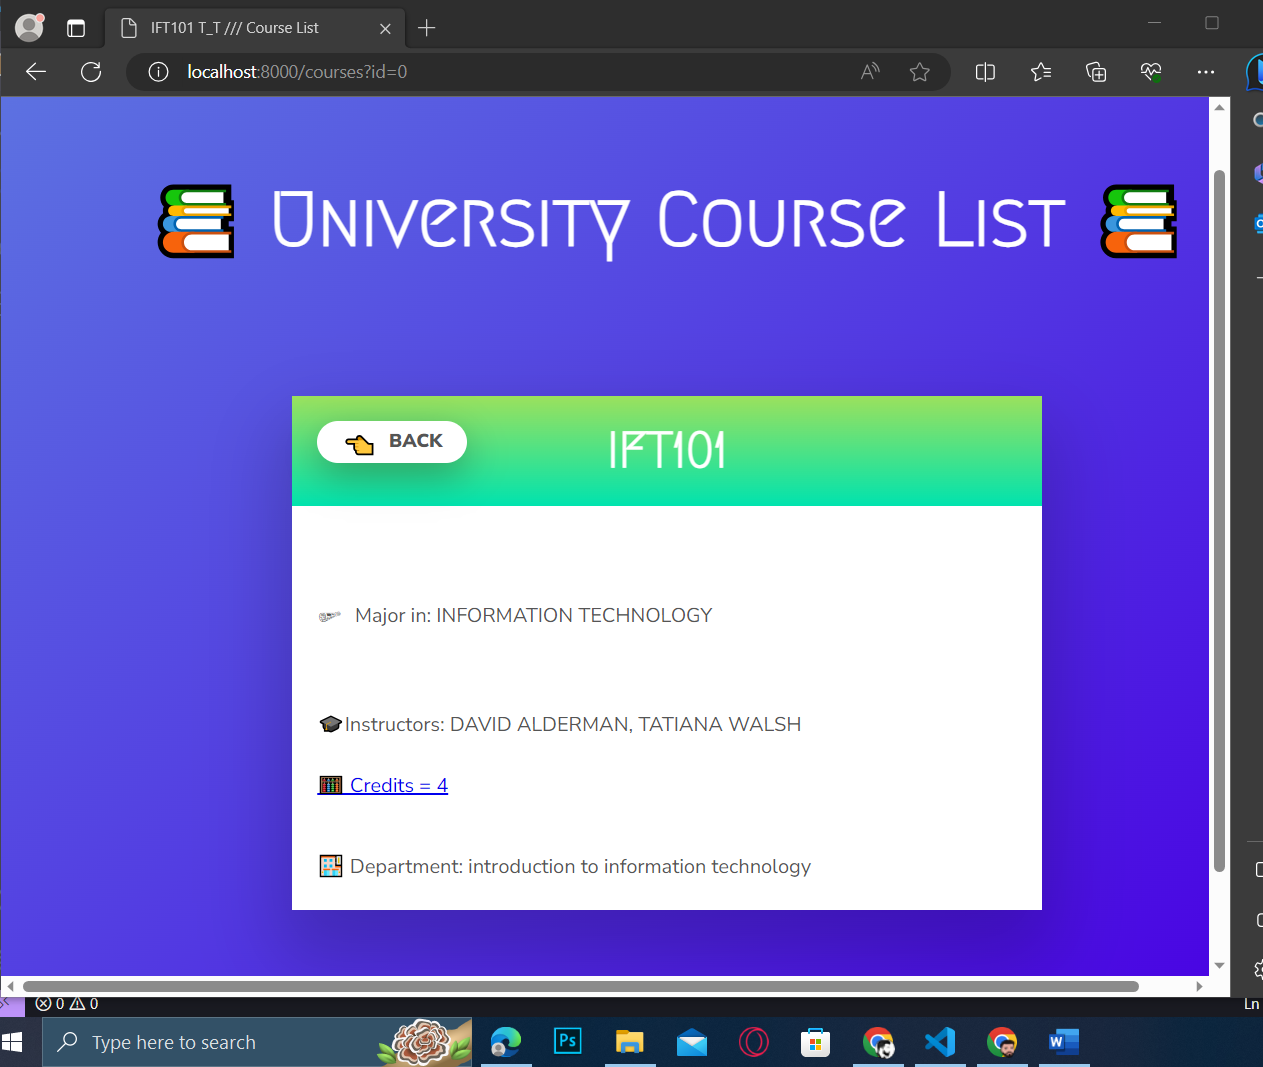 IFT101 T_T /// Course List
localhost:8000/courses?id=0
University Course List
BACK
IFT101
Major in: INFORMATION TECHNOLOGY
Instructors: DAVID ALDERMAN, TATIANA WALSH
Credits = 4
Department: introduction to information technology
0 0
Ln
Type here to search
Ps
W